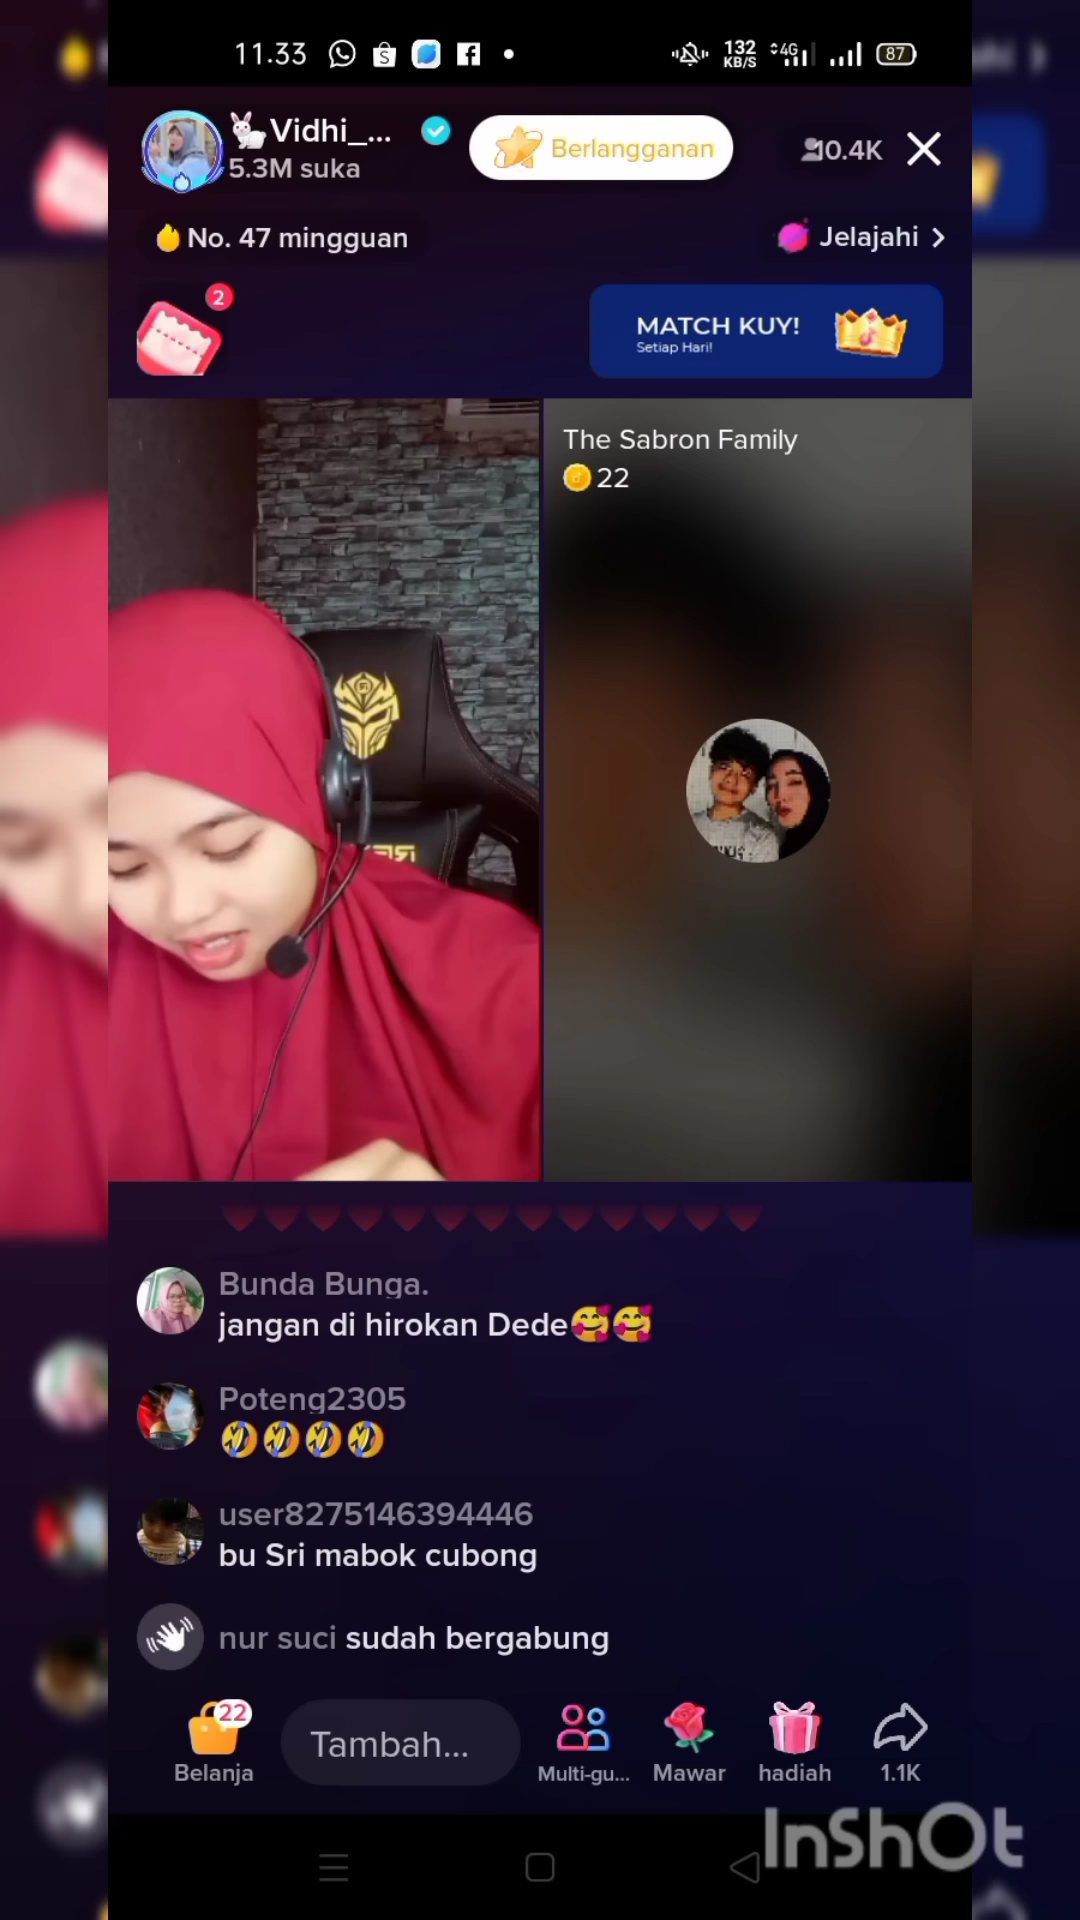 11.33
132
KB/S
4G
87
Vidhi_...
5.3M suka
Berlangganan
10.4K
No. 47 mingguan
Jelajahi
2
MATCH KUY!
Setiap Hari!
The Sabron Family
22
Bunda Bunga.
jangan di hirokan Dede🥰🥰
Poteng2305
🤣🤣🤣🤣
user8275146394446
bu Sri mabok cubong
nur suci sudah bergabung
22
Belanja
Tambah...
Multi-gu...
Mawar
hadiah
1.1K
InShOt